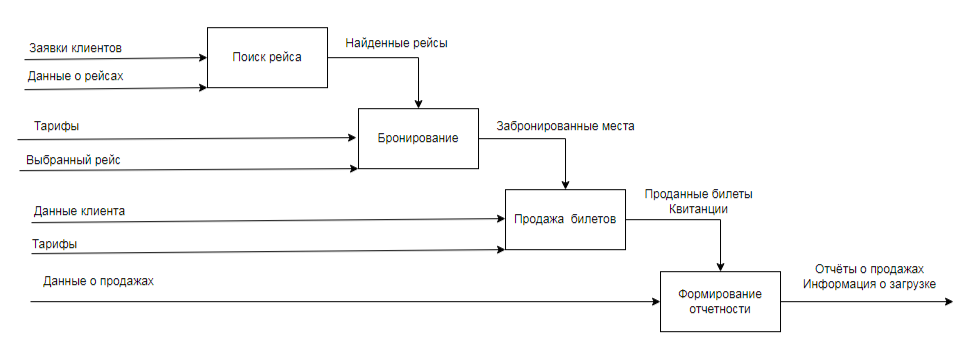 Заявки клиентов
Данные о рейсах
Поиск рейса
Найденные рейсы
Тарифы
Выбранный рейс
Бронирование
Забронированные места
Данные клиента
Тарифы
Продажа билетов
Проданные билеты
Квитанции
Данные о продажах
Формирование
отчетности
Отчёты о продажах
Информация о загрузке